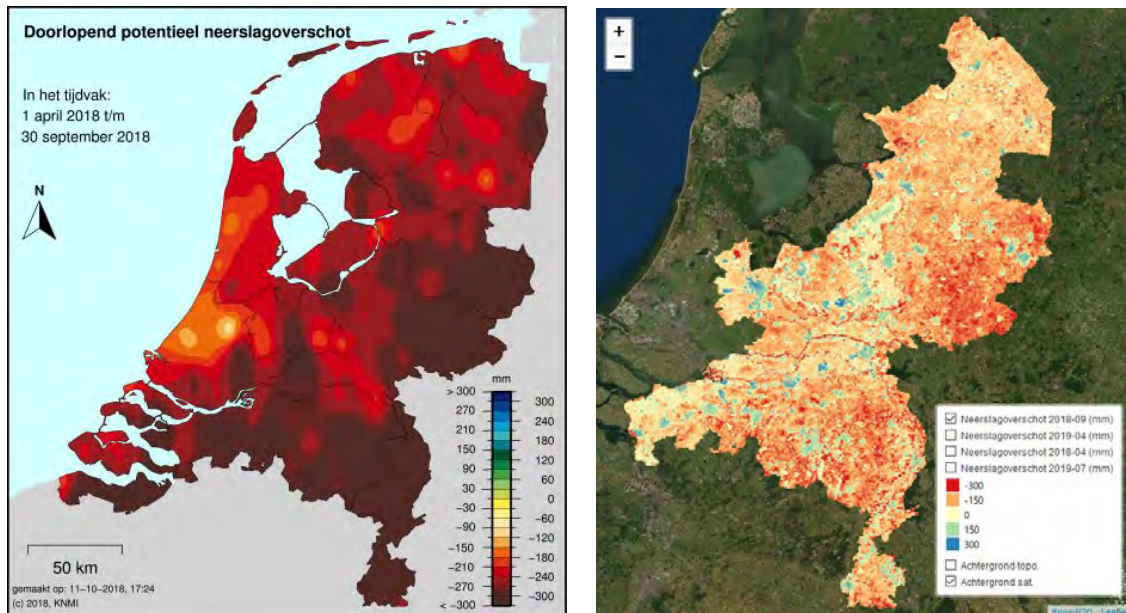 Doorlopend potentieel neerslagoverschot
In het tijdvak:
1 april 2018 t/m
30 september 2018
N
50 km
gemaakt op: 11-10-2018, 17:24
(c) 2018, KNMI
mm
> 300
300
270
240
210
180
150
120
90
60
30
0
-30
-60
-90
-120
-150
-180
-210
-240
-270
-300
< -300
+
−
Neerslagoverschot 2018-09 (mm)
Neerslagoverschot 2019-04 (mm)
Neerslagoverschot 2018-04 (mm)
Neerslagoverschot 2019-07 (mm)
-300
-150
0
150
300
Achtergrond topo.
Achtergrond sat.